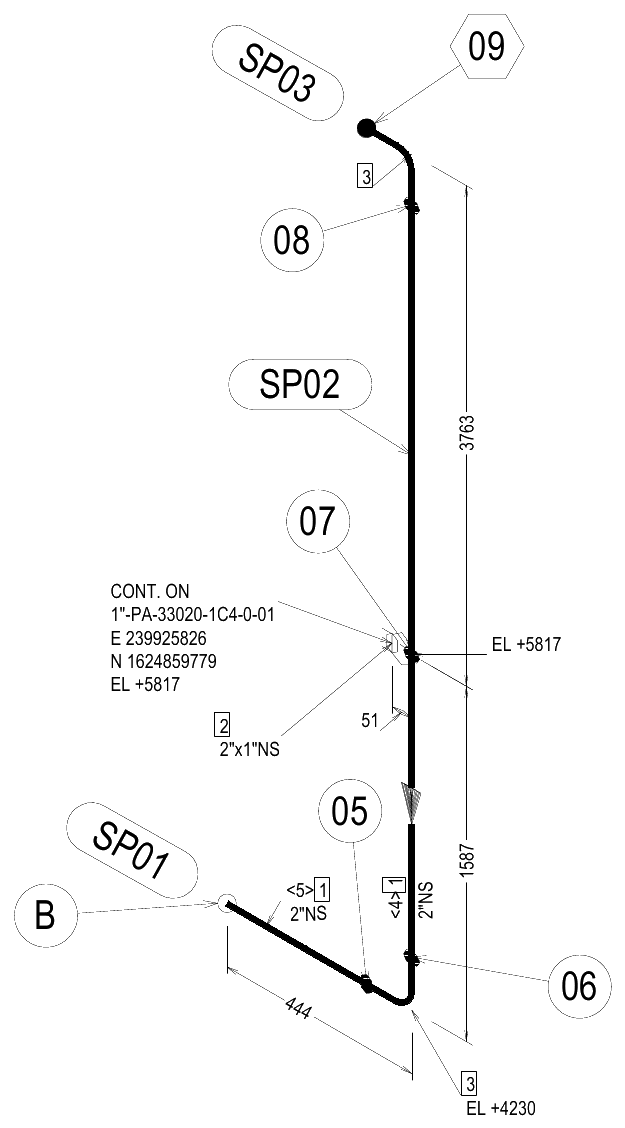 09
SP03
3
08
SP02
3763
07
CONT. ON
1"-PA-33020-1C4-0-01
E 239925826
N 1624859779
EL +5817
EL +5817
51
2
2"x1"NS
05
SP01
1587
<5> 1
2"NS
<4> 1
2"NS
B
06
444
3
EL +4230